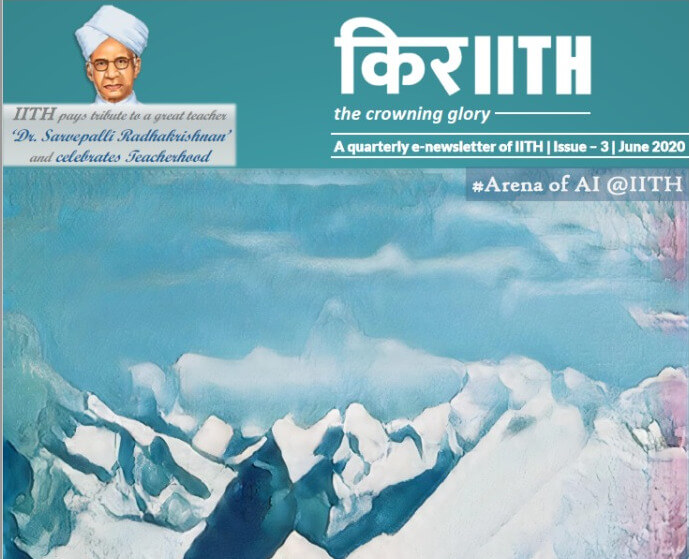 IITH pays tribute to a great teacher
'Dr. Sarvepalli Radhakrishnan'
and celebrates Teacherhood
किरIITH
the crowning glory
A quarterly e-newsletter of IITH | Issue – 3 | June 2020
#Arena of AI @IITH